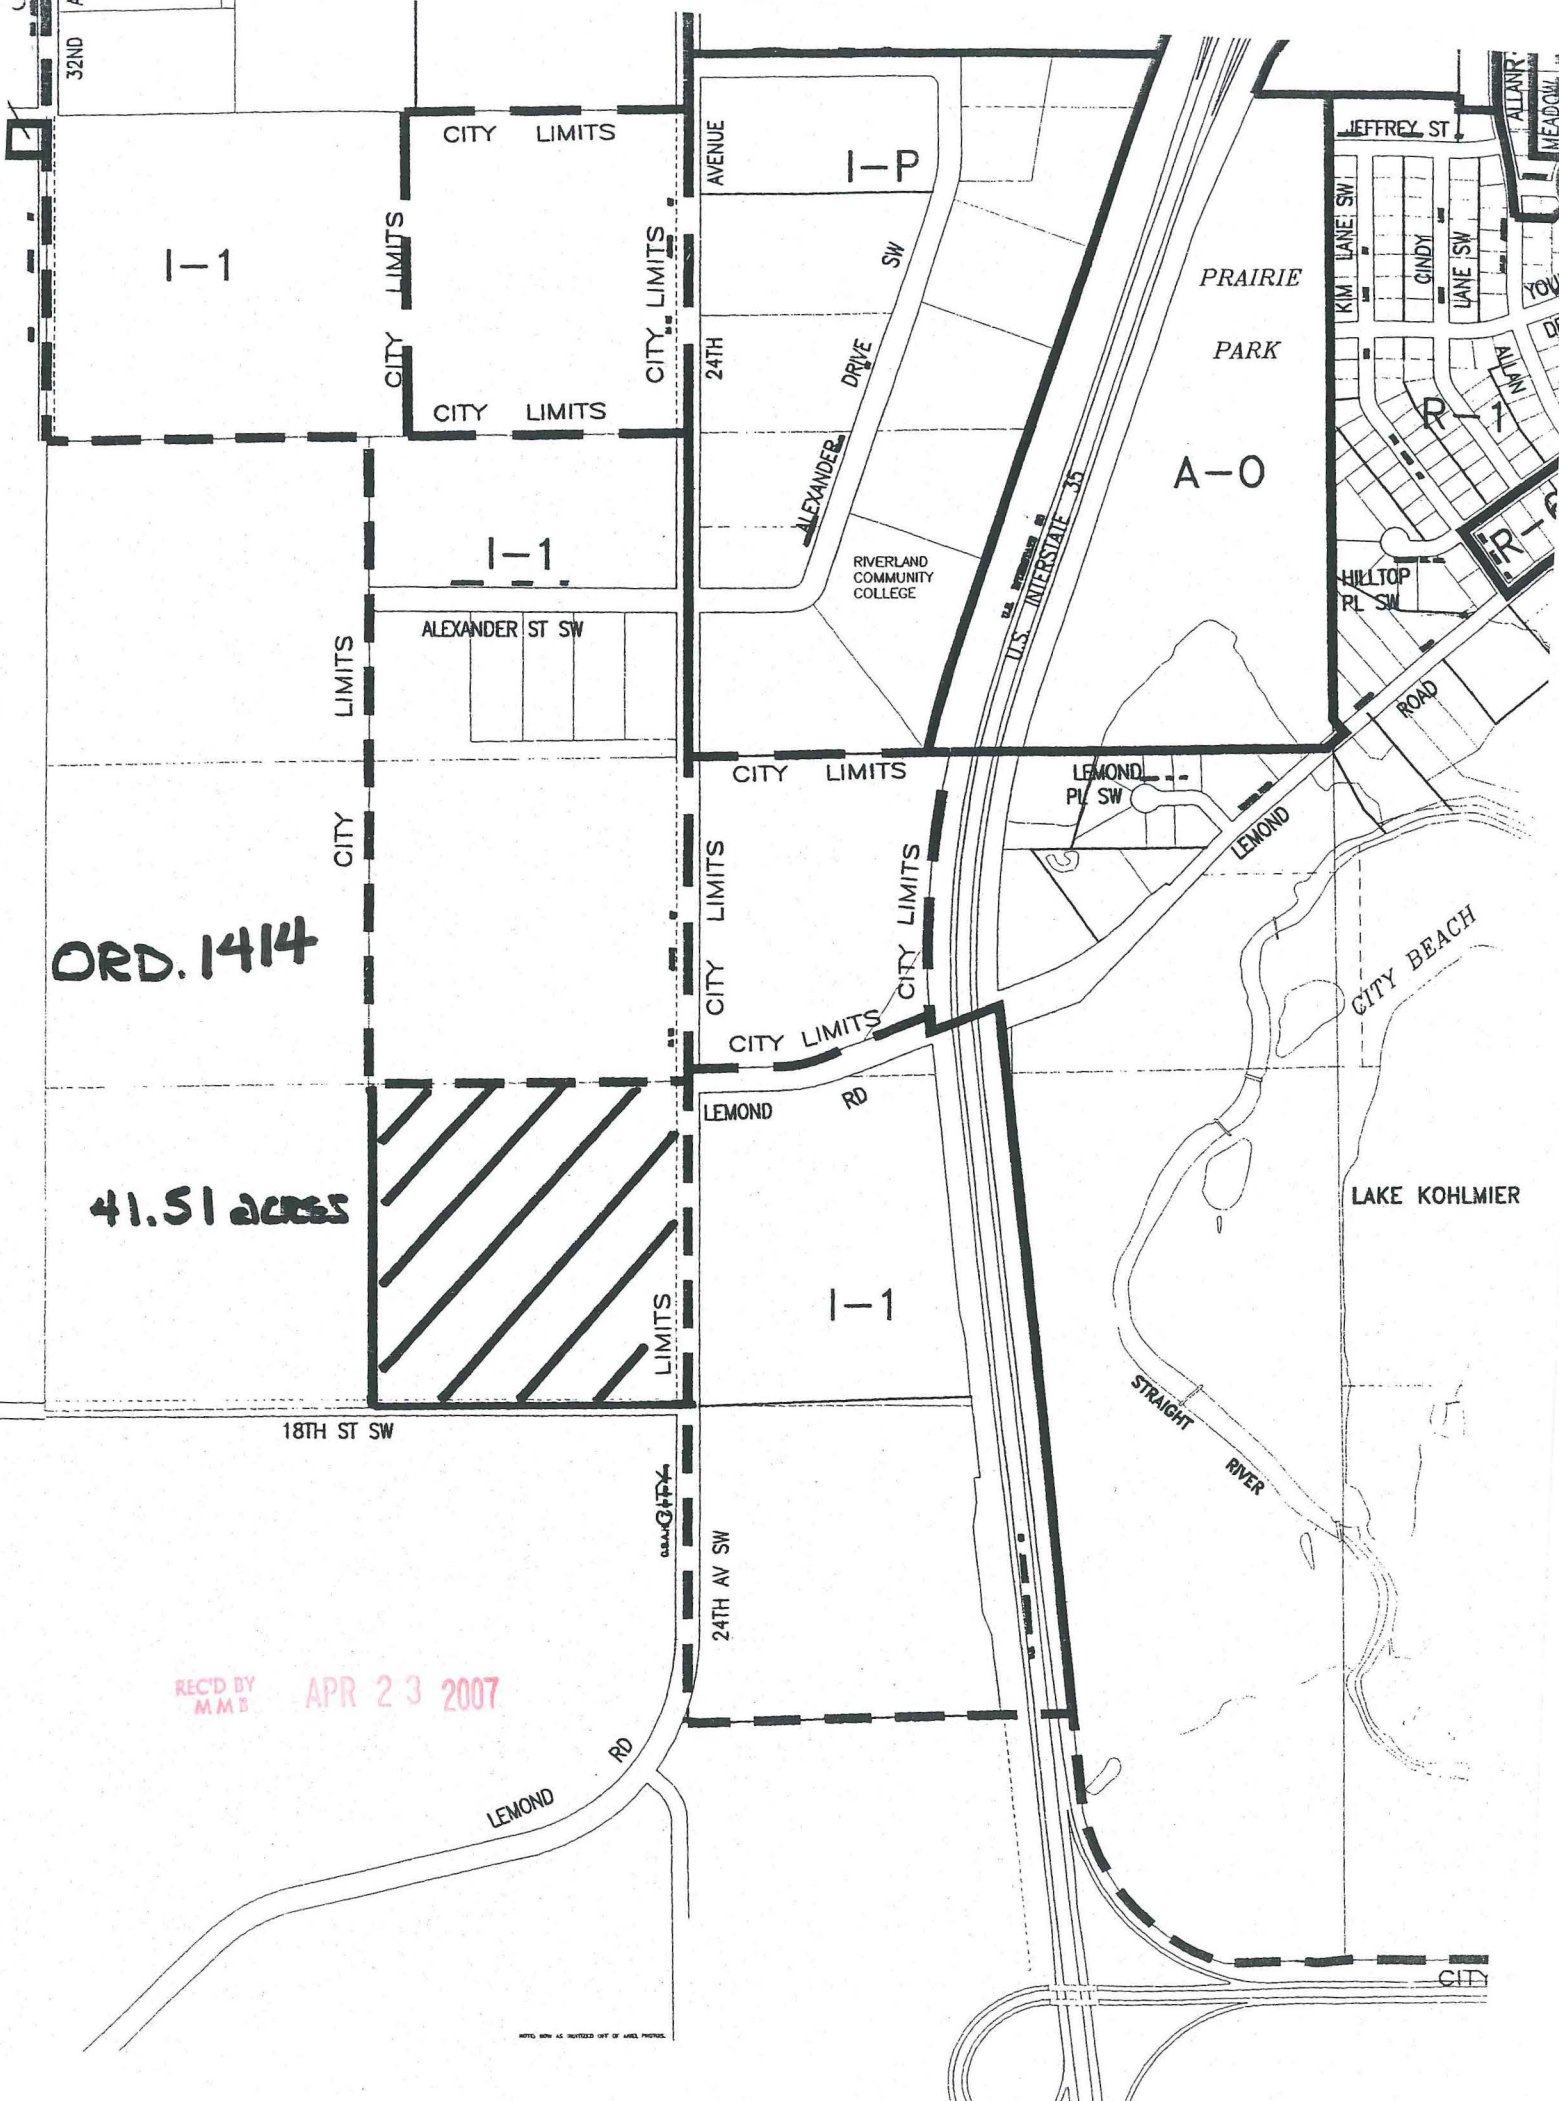 32ND
CITY LIMITS
AVENUE
I-P
JEFFREY ST
ALLAN
MEADOW
I-1
CITY LIMITS
CITY LIMITS
24TH
SW
DRIVE
ALEXANDER
PRAIRIE
PARK
KIM LANE SW
CINDY
LANE SW
ALLAN
R-1
CITY LIMITS
A-O
U.S. INTERSTATE 35
I-1
RIVERLAND
COMMUNITY
COLLEGE
HILLTOP
PL SW
ALEXANDER ST SW
CITY LIMITS
ROAD
CITY LIMITS
LEMOND
PL SW
LEMOND
CITY LIMITS
CITY LIMITS
ORD. 1414
CITY BEACH
CITY LIMITS
LEMOND RD
41.51 acres
LAKE KOHLMIER
LIMITS
I-1
18TH ST SW
STRAIGHT
RIVER
CITY
24TH AV SW
REC'D BY
MMB
APR 23 2007
LEMOND RD
CITY